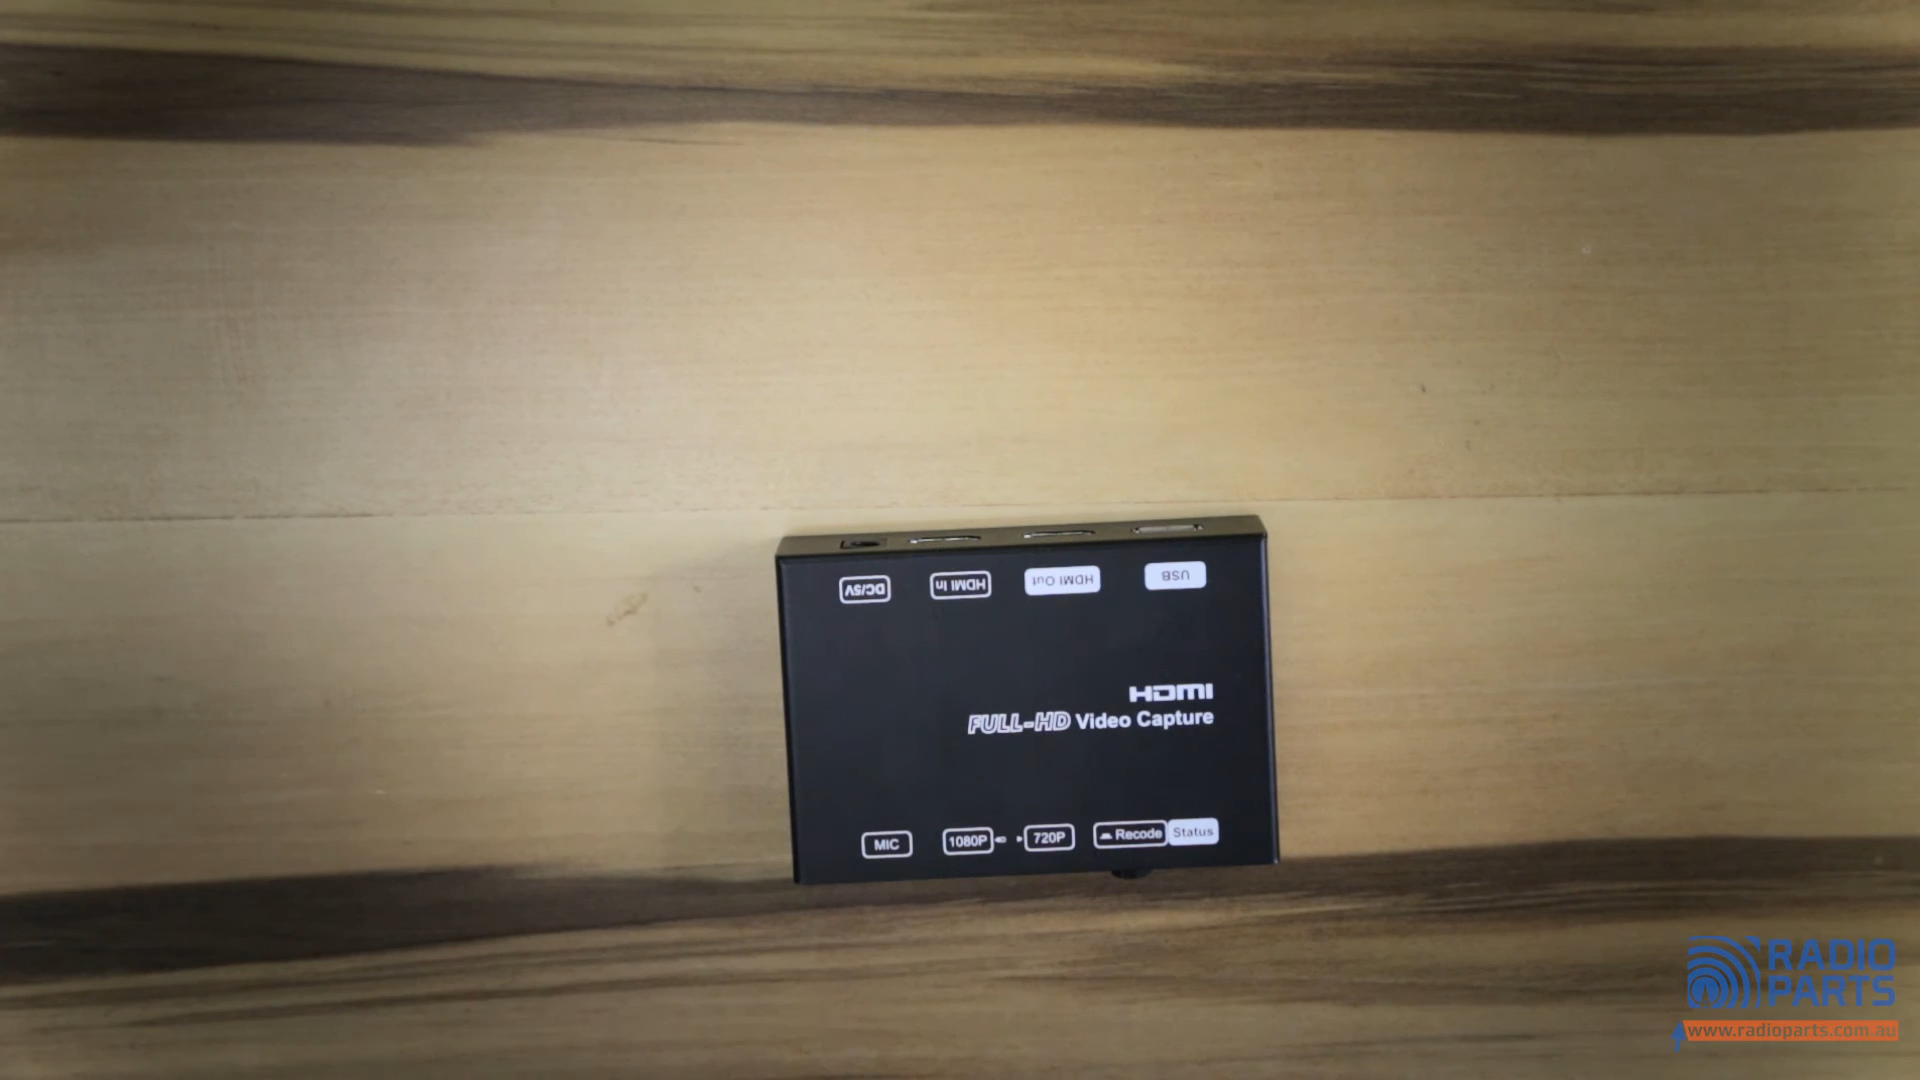 DC/5V
HDMI In
HDMI Out
USB
HDMI
FULL-HD Video Capture
MIC
1080P
720P
Recode
Status
RADIO
PARTS
www.radioparts.com.au